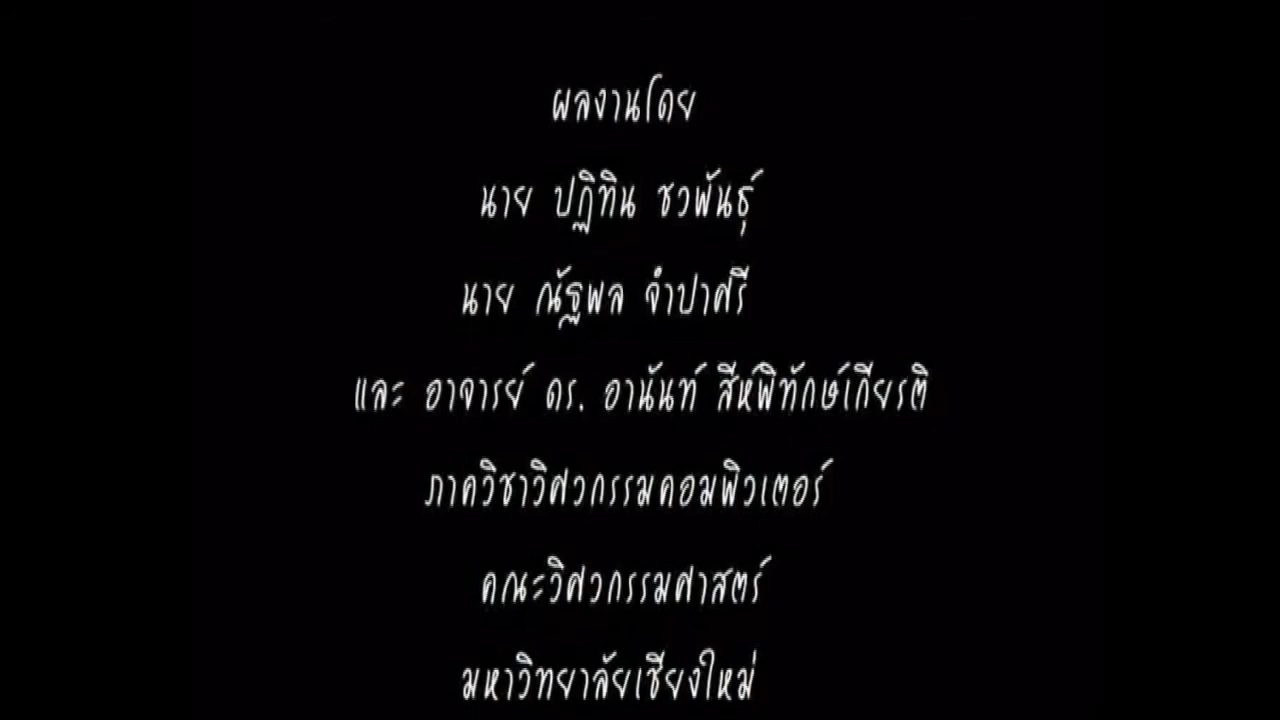 ผลงานโดย
นาย ปฏิทิน ชวพันธุ์
นาย ณัฐพล จำปาศรี
และ อาจารย์ ดร. อานันท์ สีห์พิทักษ์เกียรติ
ภาควิชาวิศวกรรมคอมพิวเตอร์
คณะวิศวกรรมศาสตร์
มหาวิทยาลัยเชียงใหม่